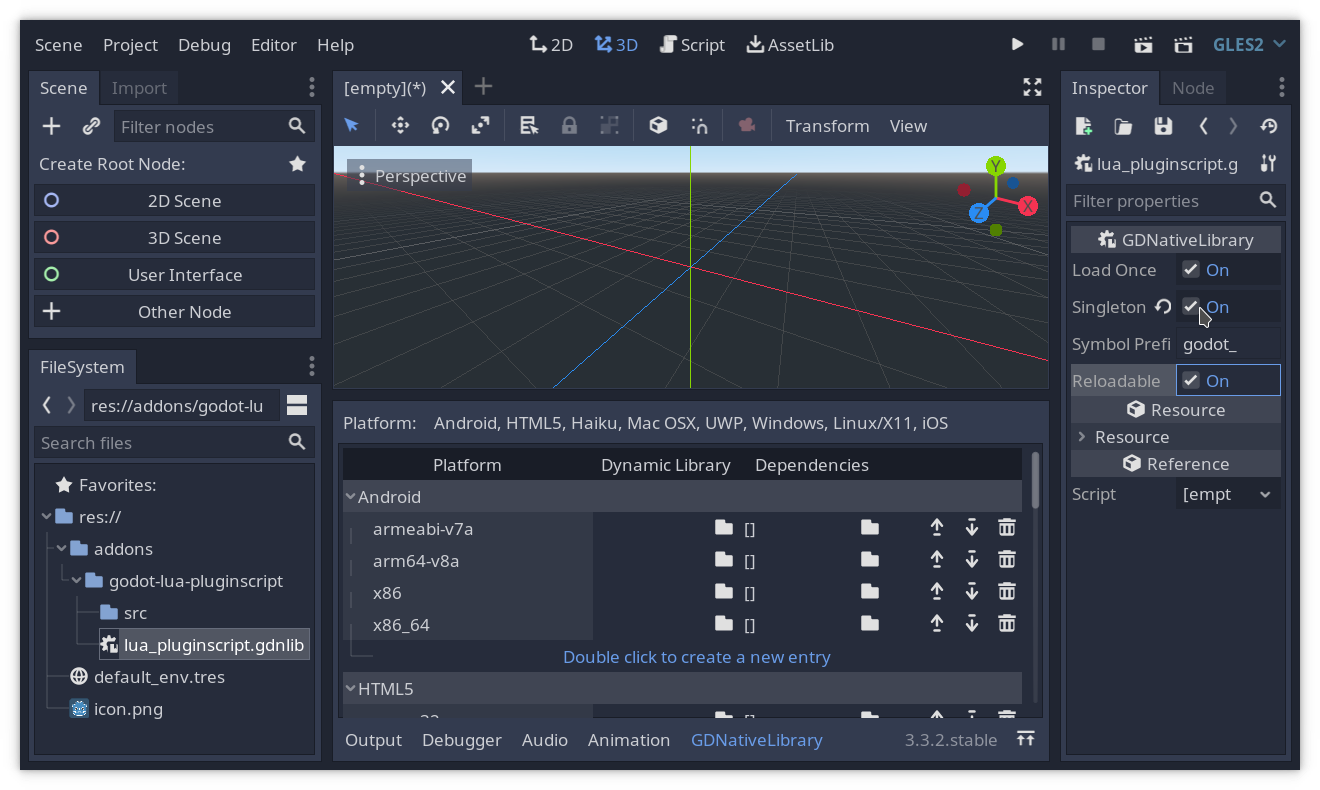 Scene Project Debug Editor Help 2D 3D Script AssetLib GLES2
Scene Import
Filter nodes
Create Root Node:
2D Scene
3D Scene
User Interface
Other Node
FileSystem
res://addons/godot-lu
Search files
Favorites:
res://
addons
godot-lua-pluginscript
src
lua_pluginscript.gdnlib
default_env.tres
icon.png
[empty](*)
Transform View
Perspective
Y
X
Z
Platform: Android, HTML5, Haiku, Mac OSX, UWP, Windows, Linux/X11, iOS
Platform Dynamic Library Dependencies
Android
armeabi-v7a []
arm64-v8a []
x86 []
x86_64 []
Double click to create a new entry
HTML5
Output Debugger Audio Animation GDNativeLibrary 3.3.2.stable
Inspector Node
lua_pluginscript.g
Filter properties
GDNativeLibrary
Load Once On
Singleton On
Symbol Prefi godot_
Reloadable On
Resource
Resource
Reference
Script [empt